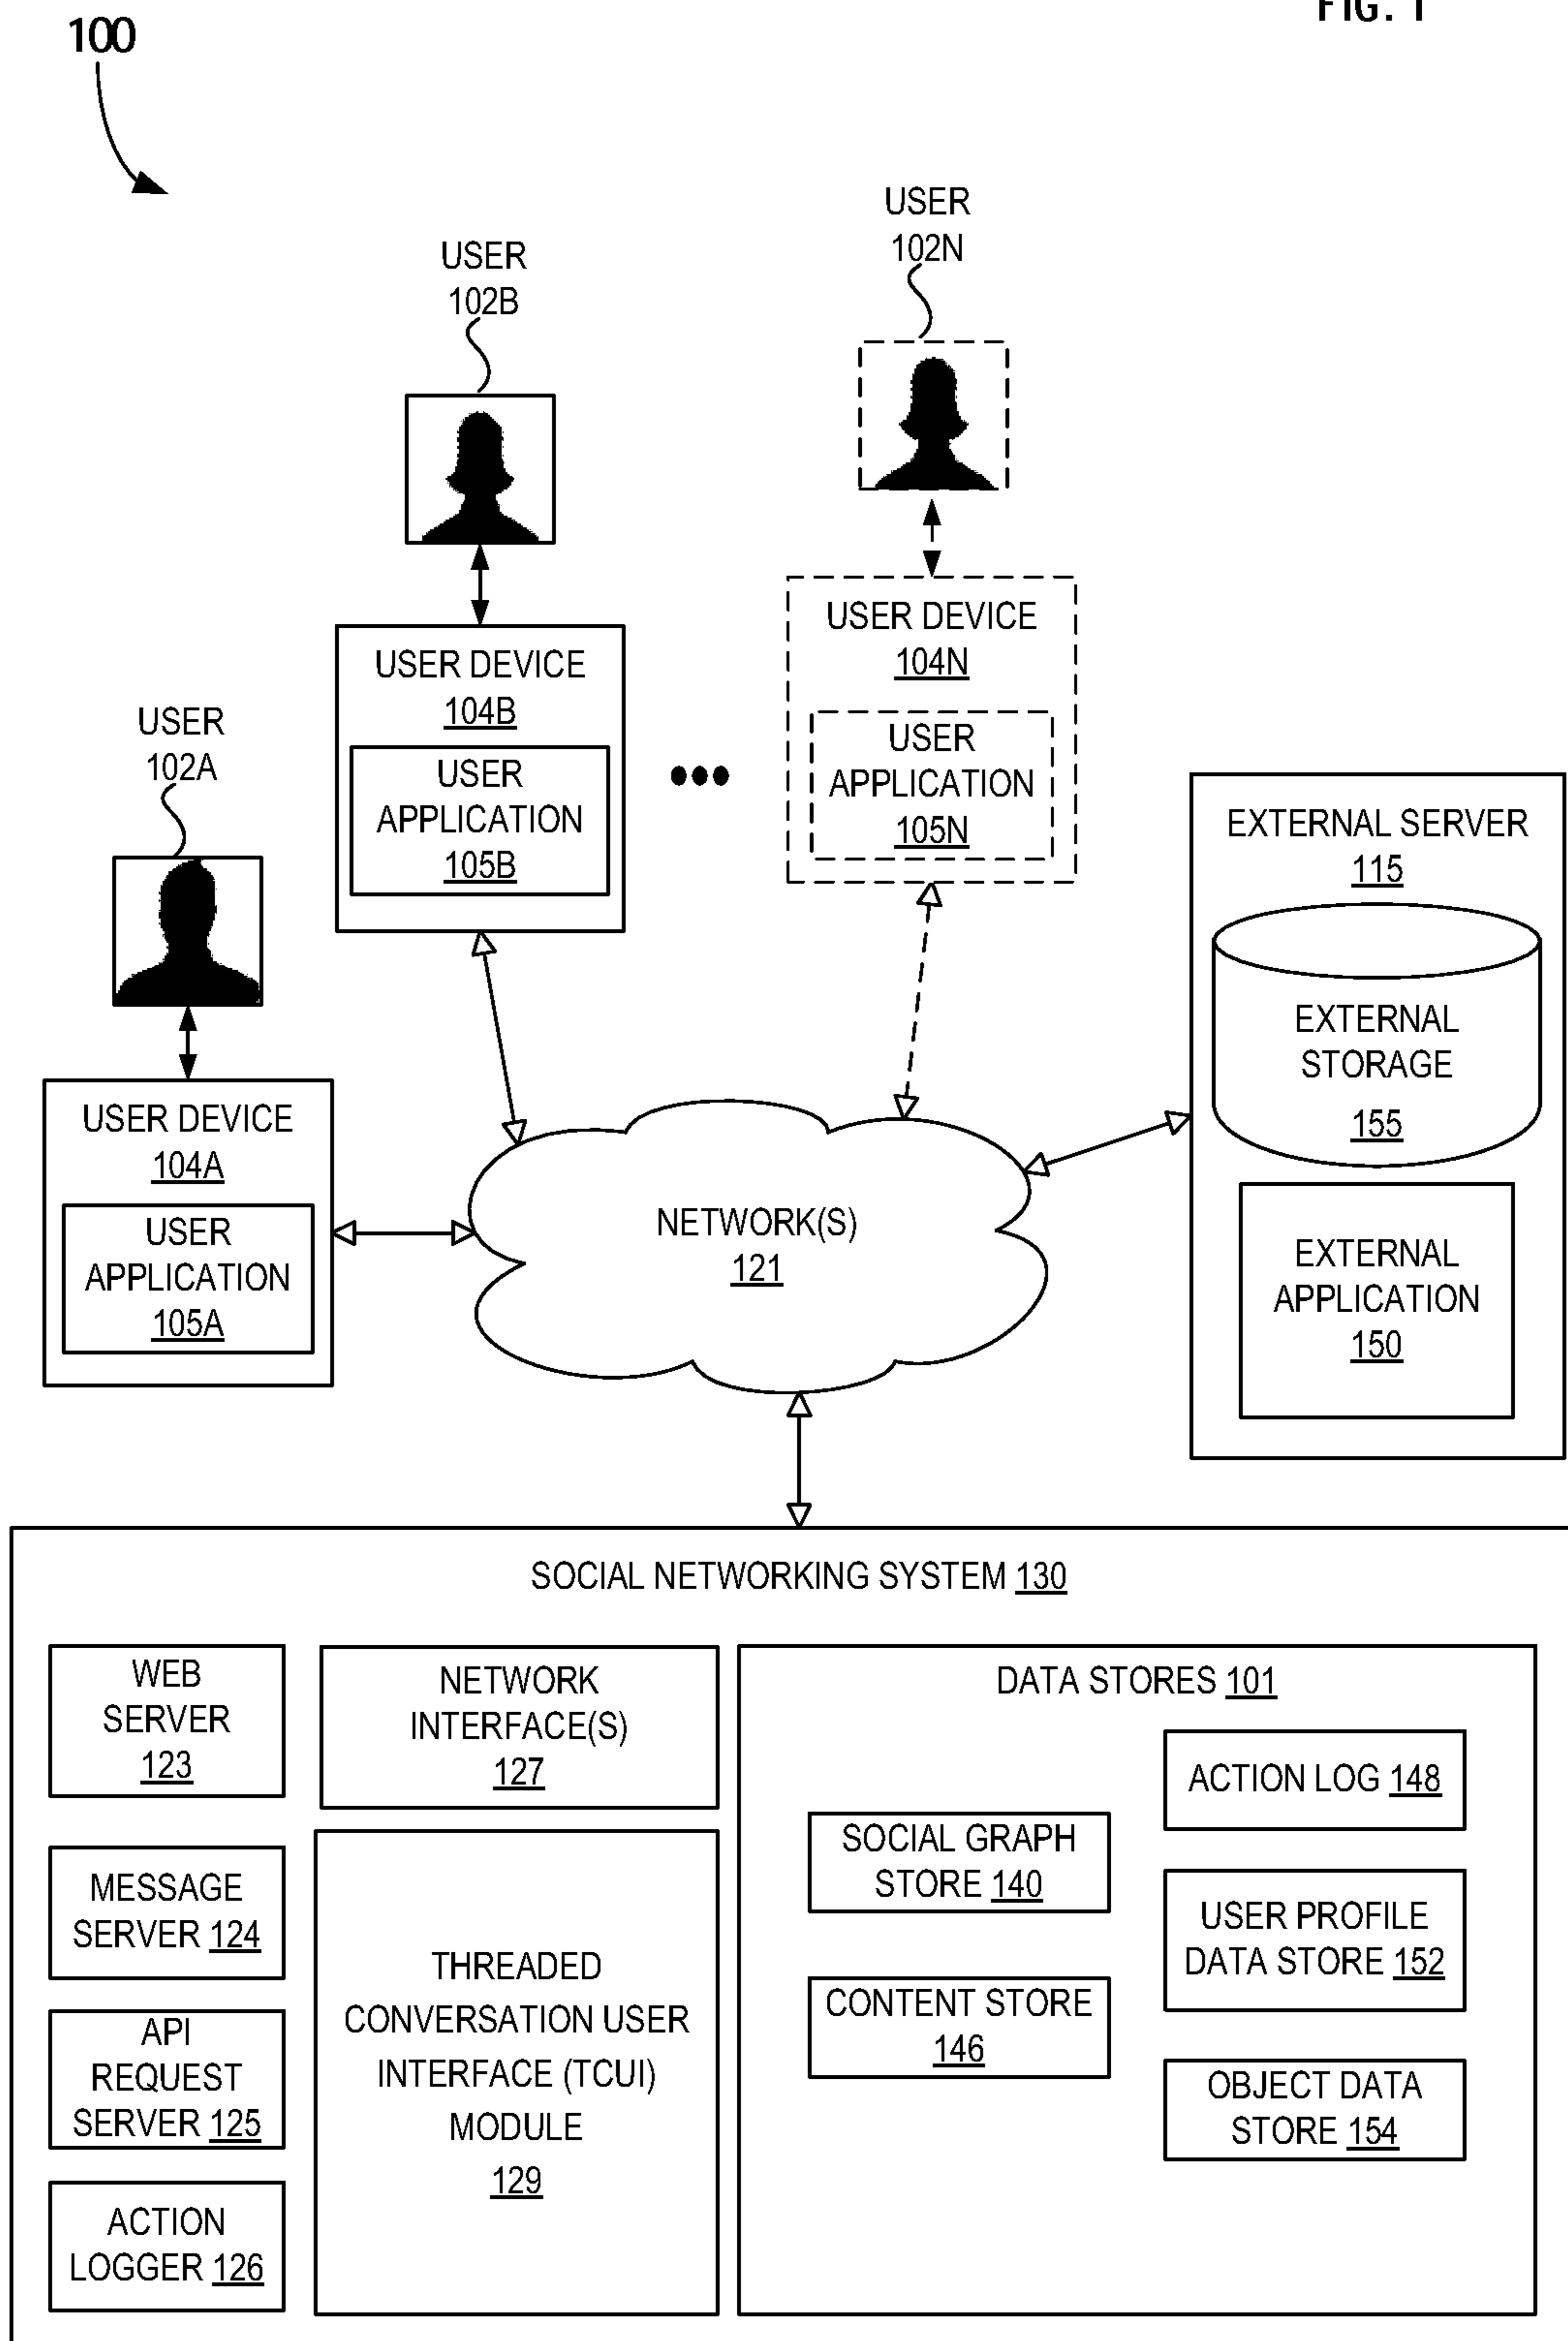 FIG. 1
100
USER
102N
USER
102B
USER DEVICE
104N
USER
APPLICATION
105N
USER DEVICE
104B
USER
APPLICATION
105B
USER
102A
EXTERNAL SERVER
115
EXTERNAL
STORAGE
155
EXTERNAL
APPLICATION
150
USER DEVICE
104A
USER
APPLICATION
105A
NETWORK(S)
121
SOCIAL NETWORKING SYSTEM 130
WEB
SERVER
123
MESSAGE
SERVER 124
API
REQUEST
SERVER 125
ACTION
LOGGER 126
NETWORK
INTERFACE(S)
127
THREADED
CONVERSATION USER
INTERFACE (TCUI)
MODULE
129
DATA STORES 101
SOCIAL GRAPH
STORE 140
CONTENT STORE
146
ACTION LOG 148
USER PROFILE
DATA STORE 152
OBJECT DATA
STORE 154